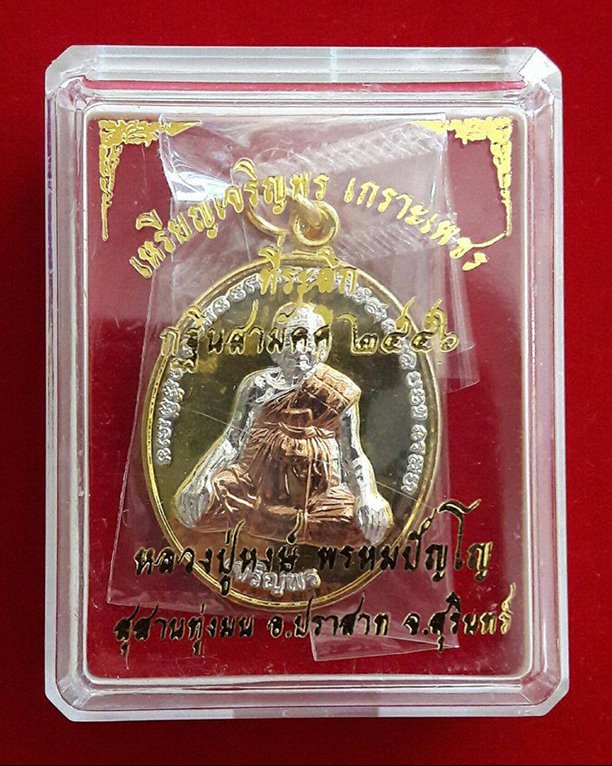 เหรียญเจริญพร เกราะเพชร
ที่ระลึก
กฐินสามัคคี ๒๕๕๖
หลวงปู่หงษ์ พรหมปัญโญ
สุสานทุ่งมน อ.ปราสาท จ.สุรินทร์